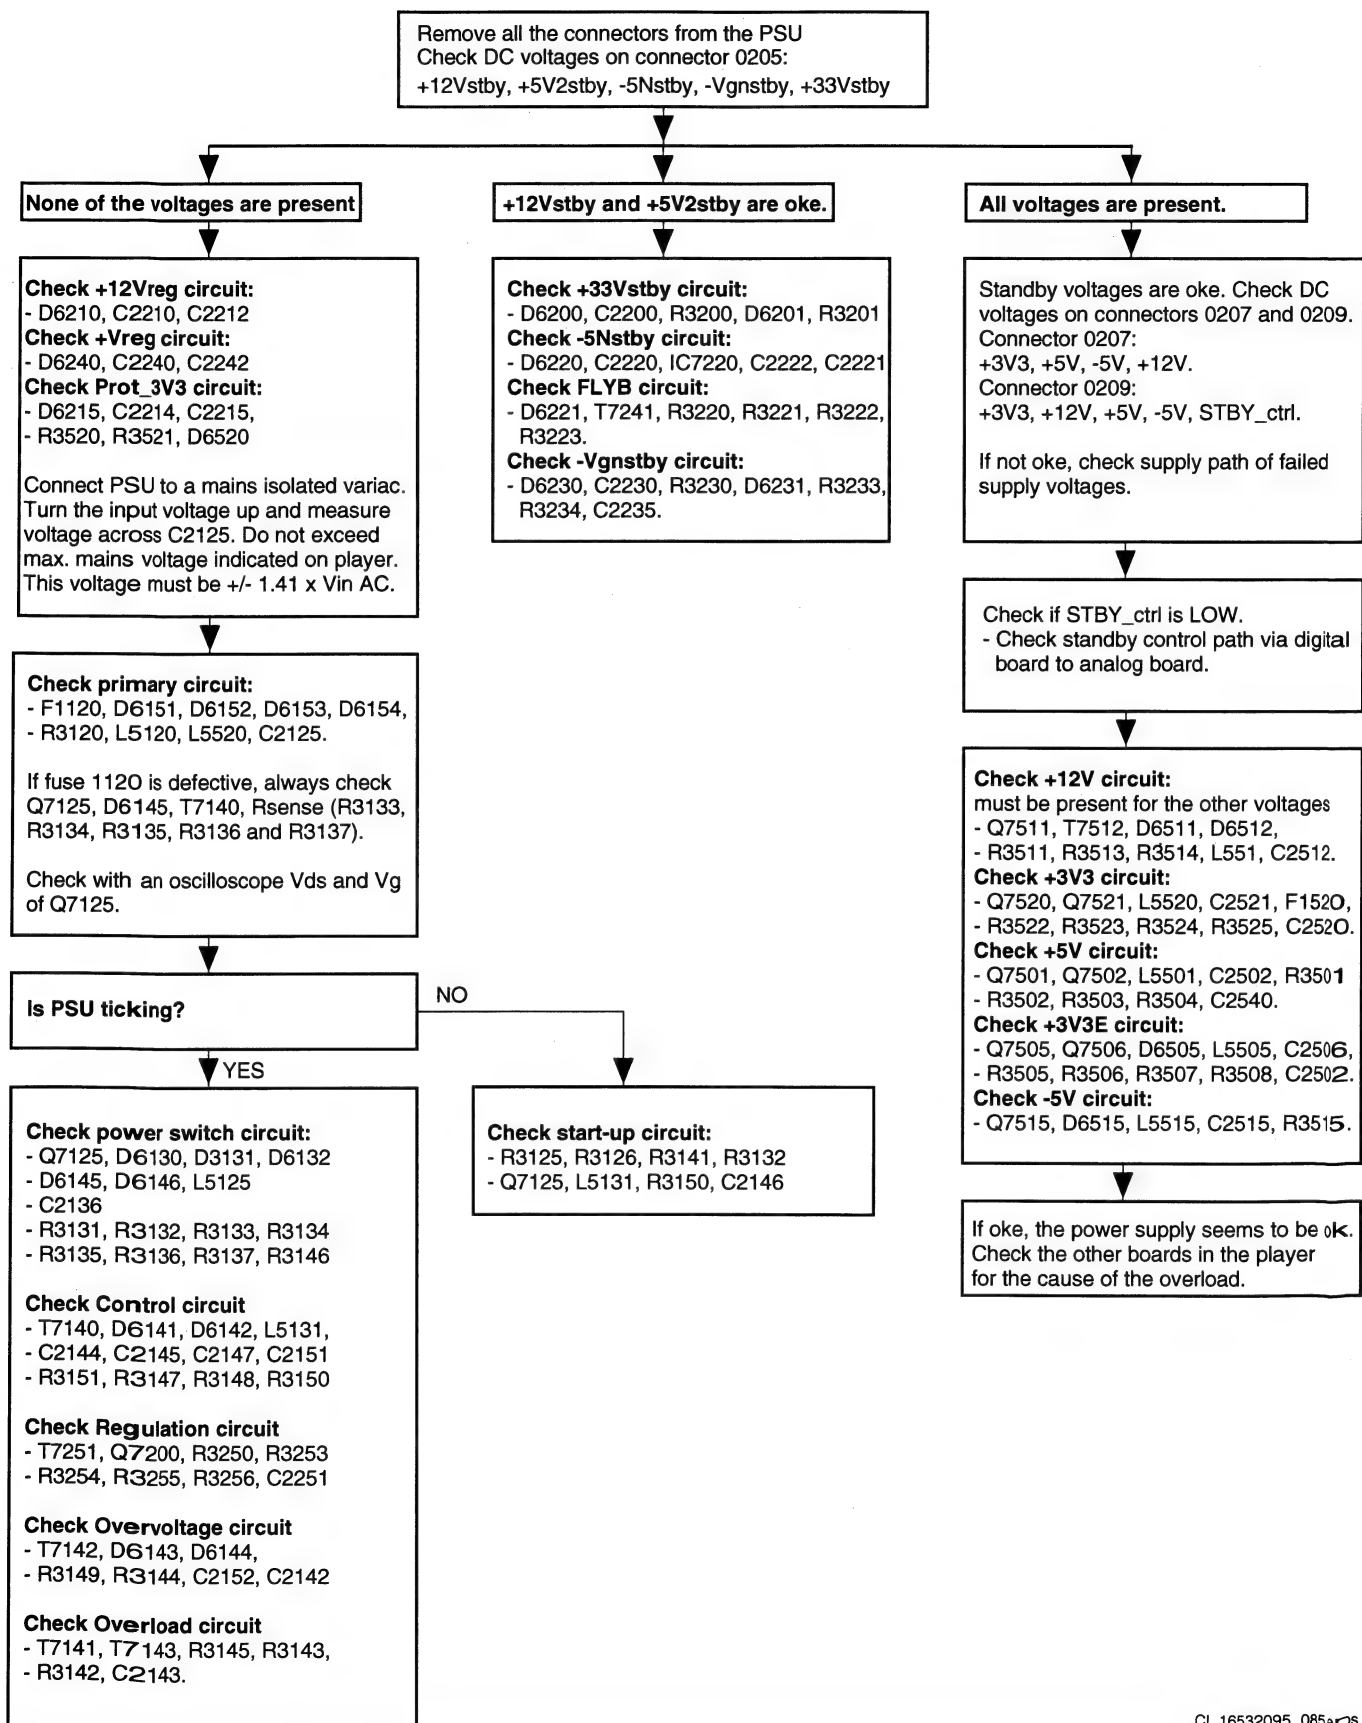 Remove all the connectors from the PSU
Check DC voltages on connector 0205:
+12Vstby, +5V2stby, -5Nstby, -Vgnstby, +33Vstby
None of the voltages are present
Check +12Vreg circuit:
- D6210, C2210, C2212
Check +Vreg circuit:
- D6240, C2240, C2242
Check Prot_3V3 circuit:
- D6215, C2214, C2215,
- R3520, R3521, D6520
Connect PSU to a mains isolated variac.
Turn the input voltage up and measure
voltage across C2125. Do not exceed
max. mains voltage indicated on player.
This voltage must be +/- 1.41 x Vin AC.
Check primary circuit:
- F1120, D6151, D6152, D6153, D6154,
- R3120, L5120, L5520, C2125.
If fuse 1120 is defective, always check
Q7125, D6145, T7140, Rsense (R3133,
R3134, R3135, R3136 and R3137).
Check with an oscilloscope Vds and Vg
of Q7125.
Is PSU ticking?
NO
YES
Check power switch circuit:
- Q7125, D6130, D3131, D6132
- D6145, D6146, L5125
- C2136
- R3131, R3132, R3133, R3134
- R3135, R3136, R3137, R3146
Check Control circuit
- T7140, D6141, D6142, L5131,
- C2144, C2145, C2147, C2151
- R3151, R3147, R3148, R3150
Check Regulation circuit
- T7251, Q7200, R3250, R3253
- R3254, R3255, R3256, C2251
Check Overvoltage circuit
- T7142, D6143, D6144,
- R3149, R3144, C2152, C2142
Check Overload circuit
- T7141, T7143, R3145, R3143,
- R3142, C2143.
Check start-up circuit:
- R3125, R3126, R3141, R3132
- Q7125, L5131, R3150, C2146
+12Vstby and +5V2stby are oke.
Check +33Vstby circuit:
- D6200, C2200, R3200, D6201, R3201
Check -5Nstby circuit:
- D6220, C2220, IC7220, C2222, C2221
Check FLYB circuit:
- D6221, T7241, R3220, R3221, R3222,
R3223.
Check -Vgnstby circuit:
- D6230, C2230, R3230, D6231, R3233,
R3234, C2235.
All voltages are present.
Standby voltages are oke. Check DC
voltages on connectors 0207 and 0209.
Connector 0207:
+3V3, +5V, -5V, +12V.
Connector 0209:
+3V3, +12V, +5V, -5V, STBY_ctrl.
If not oke, check supply path of failed
supply voltages.
Check if STBY_ctrl is LOW.
- Check standby control path via digital
board to analog board.
Check +12V circuit:
must be present for the other voltages
- Q7511, T7512, D6511, D6512,
- R3511, R3513, R3514, L551, C2512.
Check +3V3 circuit:
- Q7520, Q7521, L5520, C2521, F1520,
- R3522, R3523, R3524, R3525, C2520.
Check +5V circuit:
- Q7501, Q7502, L5501, C2502, R3501
- R3502, R3503, R3504, C2540.
Check +3V3E circuit:
- Q7505, Q7506, D6505, L5505, C2506,
- R3505, R3506, R3507, R3508, C2502.
Check -5V circuit:
- Q7515, D6515, L5515, C2515, R3515.
If oke, the power supply seems to be ok.
Check the other boards in the player
for the cause of the overload.
CL 16532095_085